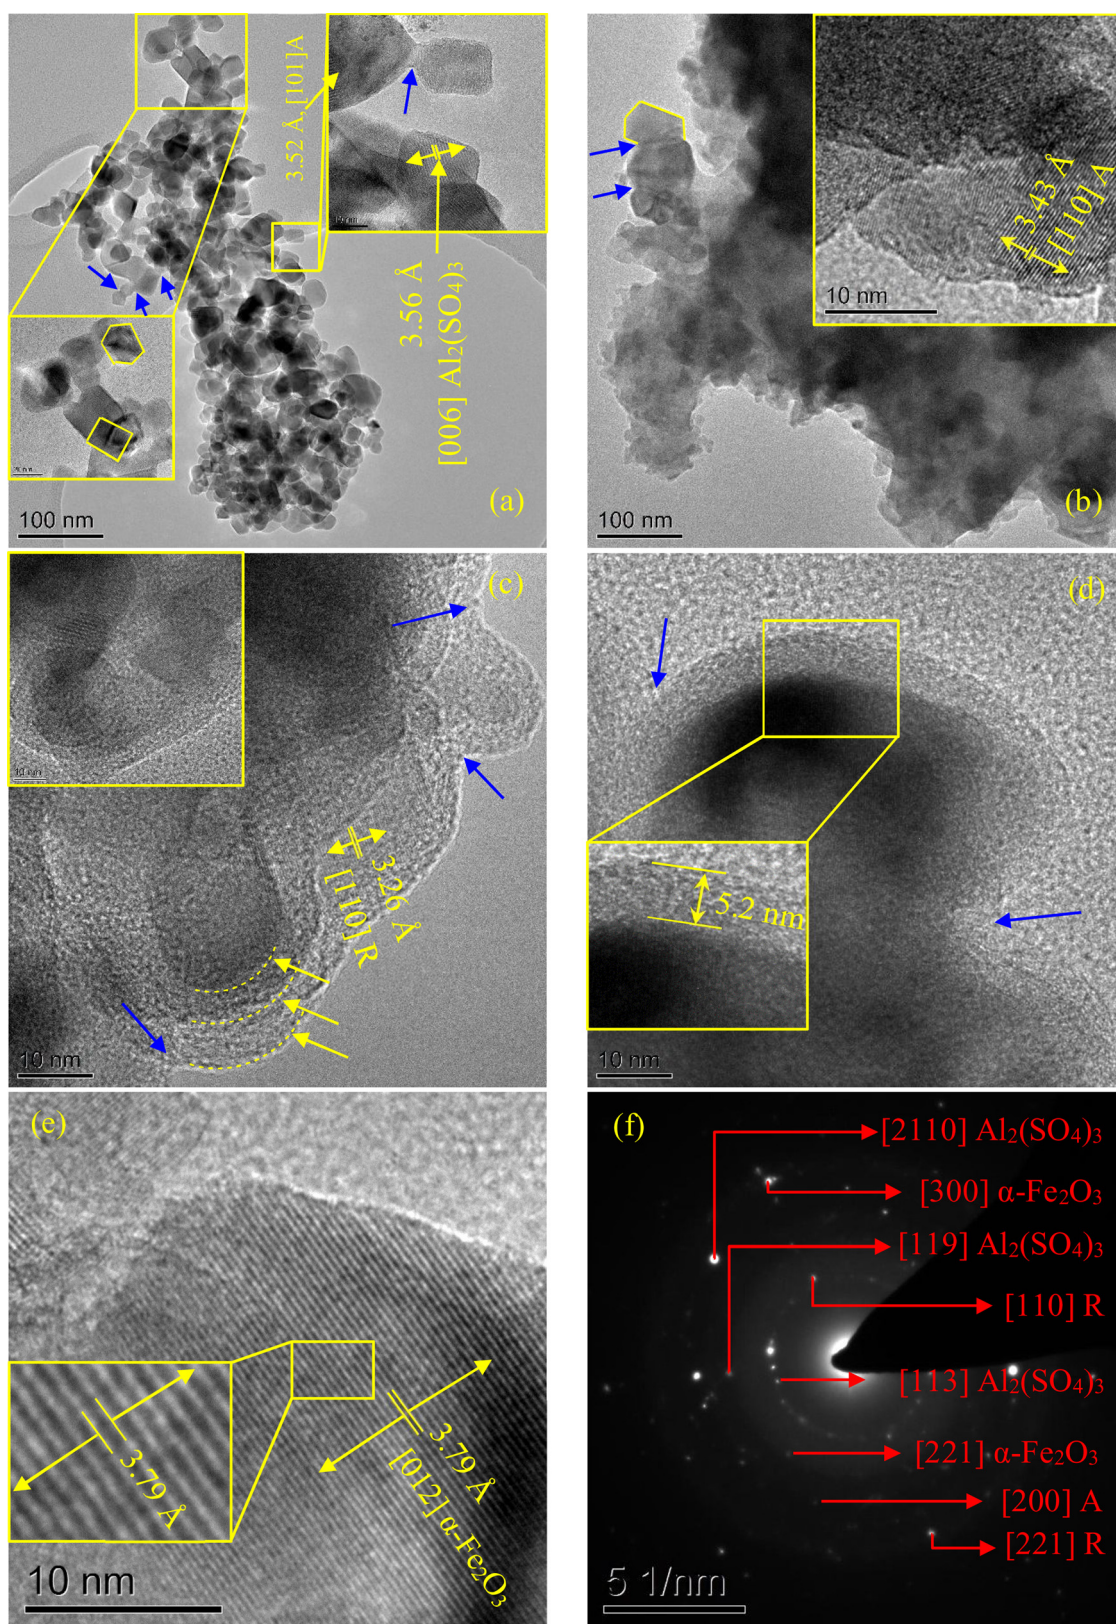 3.52 Å, [101]A
3.56 Å
[006] Al₂(SO₄)₃
(a)
100 nm
3.43 Å
[110] A
10 nm
(b)
100 nm
(c)
3.26 Å
[110] R
10 nm
(d)
5.2 nm
10 nm
(e)
3.79 Å
3.79 Å
[012] α-Fe₂O₃
10 nm
(f)
[2110] Al₂(SO₄)₃
[300] α-Fe₂O₃
[119] Al₂(SO₄)₃
[110] R
[113] Al₂(SO₄)₃
[221] α-Fe₂O₃
[200] A
[221] R
5 1/nm